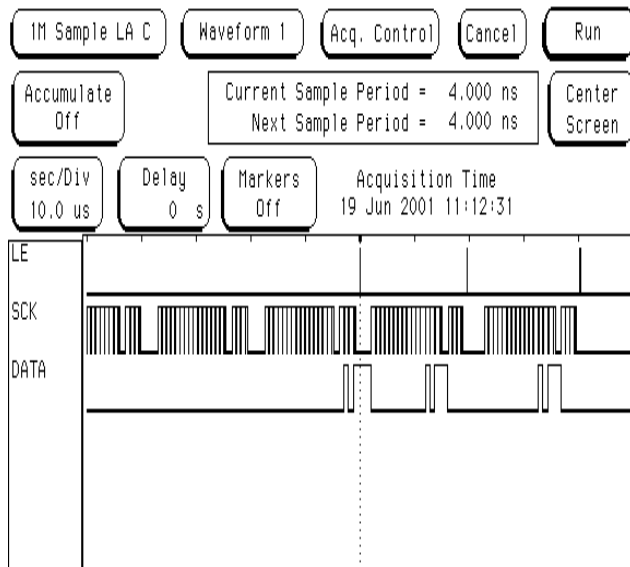 1M Sample LA C
Waveform 1
Acq. Control
Cancel
Run
Accumulate
Off
Current Sample Period = 4.000 ns
Next Sample Period = 4.000 ns
Center
Screen
sec/Div
10.0 us
Delay
0 s
Markers
Off
Acquisition Time
19 Jun 2001 11:12:31
LE
SCK
DATA